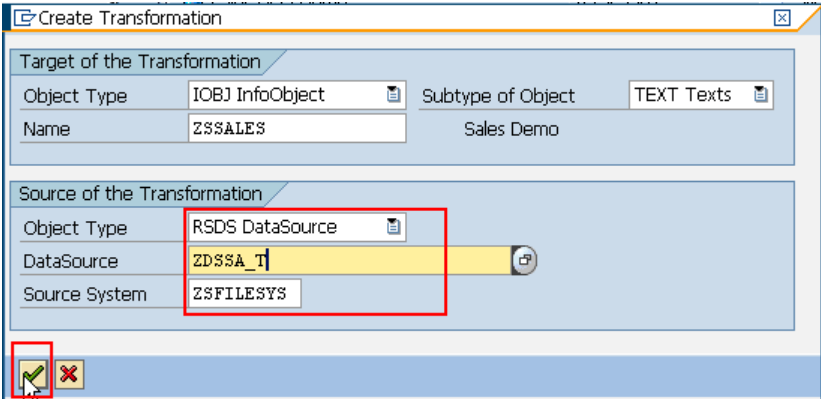 Create Transformation
Target of the Transformation
Object Type IOBJ InfoObject Subtype of Object TEXT Texts
Name ZSSALES Sales Demo
Source of the Transformation
Object Type RSDS DataSource
DataSource ZDSSA_T
Source System ZSFILESYS